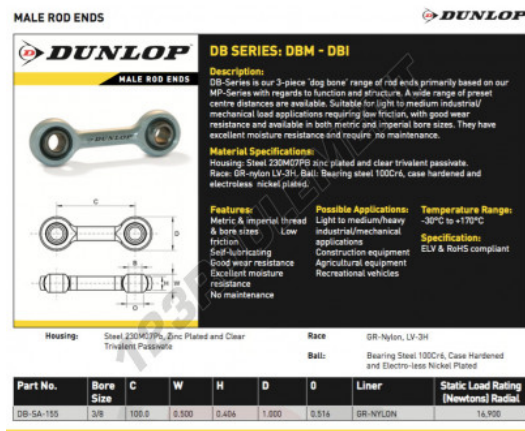 MALE ROD ENDS
DUNLOP
DUNLOP
MALE ROD ENDS
DB SERIES: DBM - DBI
Description:
DB-Series is our 3-piece 'dog bone' range of rod ends primarily based on our
MP-Series with regards to function and structure. A wide range of preset
centre distances are available. Suitable for light to medium industrial/
mechanical load applications requiring low friction, with good wear
resistance and available in both metric and imperial bore sizes. They have
excellent moisture resistance and require no maintenance.
Material Specifications:
Housing: Steel 230M07PB zinc plated and clear trivalent passivate.
Race: GR-nylon LV-3H. Ball: Bearing steel 100Cr6, case hardened and
electroless nickel plated.
DUNLOP
Features:
Metric & imperial thread
& bore sizes Low
friction
Self-lubricating
Good wear resistance
Excellent moisture
resistance
No maintenance
Possible Applications:
Light to medium/heavy
industrial/mechanical
applications
Construction equipment
Agricultural equipment
Recreational vehicles
Temperature Range:
-30°C to +170°C
Specification:
ELV & RoHS compliant
C
D
B
H
W
O
Housing: Steel 230M07Pb, Zinc Plated and Clear
Trivalent Passivate
Race GR-Nylon, LV-3H
Ball: Bearing Steel 100Cr6, Case Hardened
and Electro-less Nickel Plated
Part No. Bore Size C W H D 0 Liner Static Load Rating (Newtons) Radial
DB-SA-155 3/8 100.0 0.500 0.406 1.000 0.516 GR-NYLON 16,900
123ROULEMENT